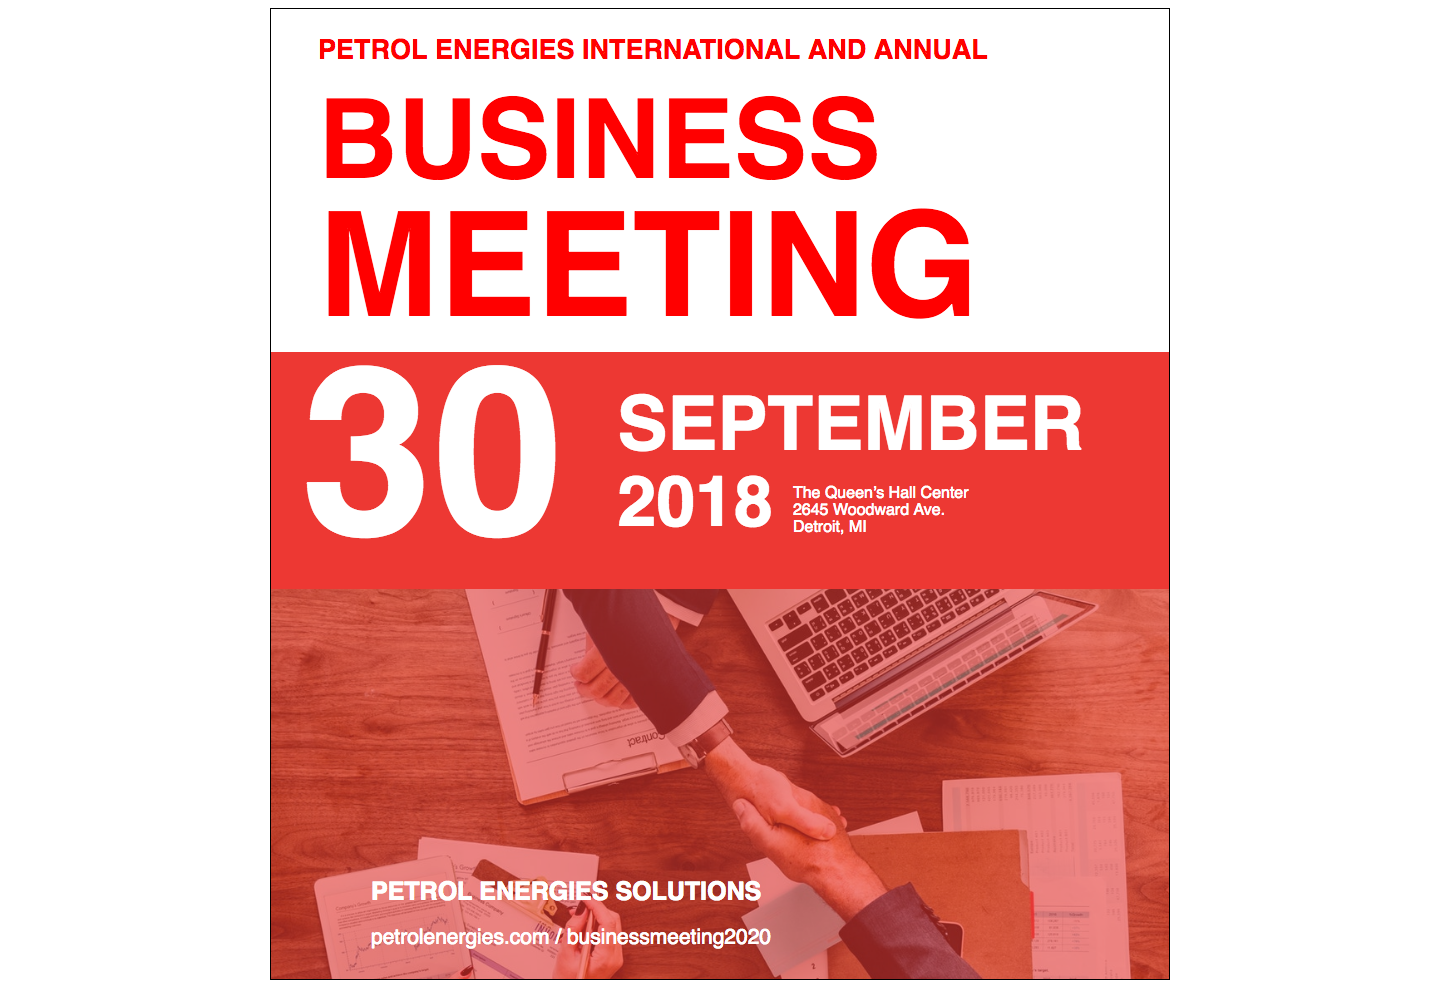 PETROL ENERGIES INTERNATIONAL AND ANNUAL
BUSINESS
MEETING
30
SEPTEMBER
2018
The Queen’s Hall Center
2645 Woodward Ave.
Detroit, MI
Contract
PETROL ENERGIES SOLUTIONS
petrolenergies.com / businessmeeting2020